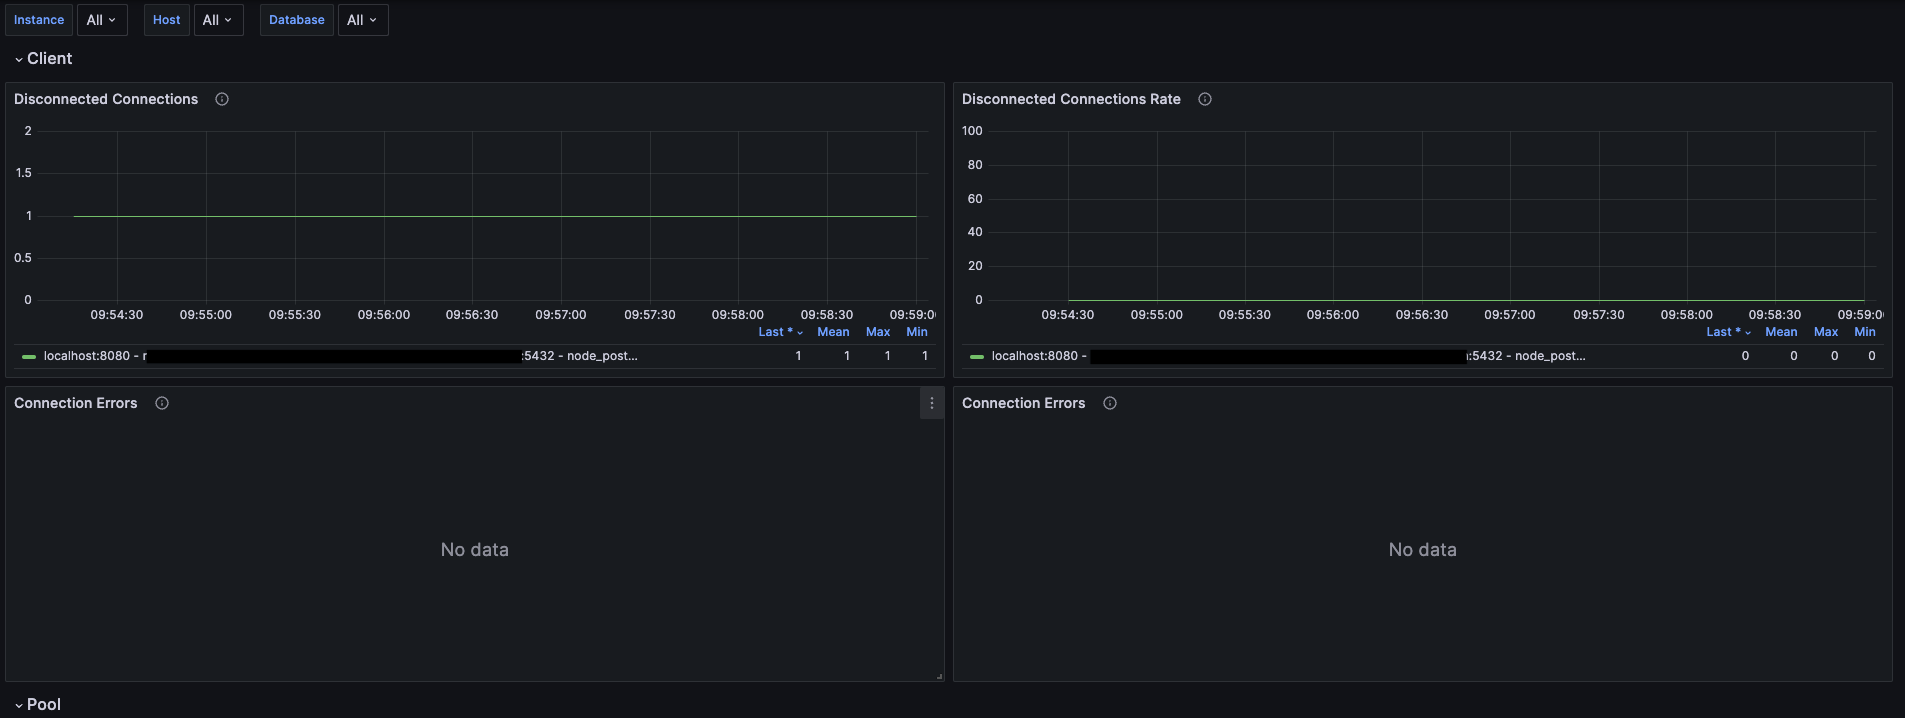 Instance All Host All Database All
Client
Disconnected Connections
2
1.5
1
0.5
0
09:54:30 09:55:00 09:55:30 09:56:00 09:56:30 09:57:00 09:57:30 09:58:00 09:58:30 09:59:0
Last * Mean Max Min
localhost:8080 - :5432 - node_post... 1 1 1 1
Disconnected Connections Rate
100
80
60
40
20
0
09:54:30 09:55:00 09:55:30 09:56:00 09:56:30 09:57:00 09:57:30 09:58:00 09:58:30 09:59:0
Last * Mean Max Min
localhost:8080 - :5432 - node_post... 0 0 0 0
Connection Errors
No data
Connection Errors
No data
Pool